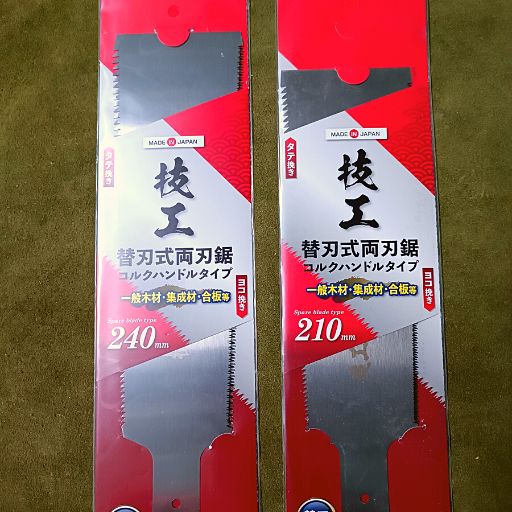 MADE IN JAPAN
タテ挽き
技工
替刃式両刃鋸
コルクハンドルタイプ
一般木材・集成材・合板等
Spare blade type
240mm
MADE IN JAPAN
タテ挽き
技工
替刃式両刃鋸
コルクハンドルタイプ
ヨコ挽き
一般木材・集成材・合板等
Spare blade type
210mm
ヨコ挽き